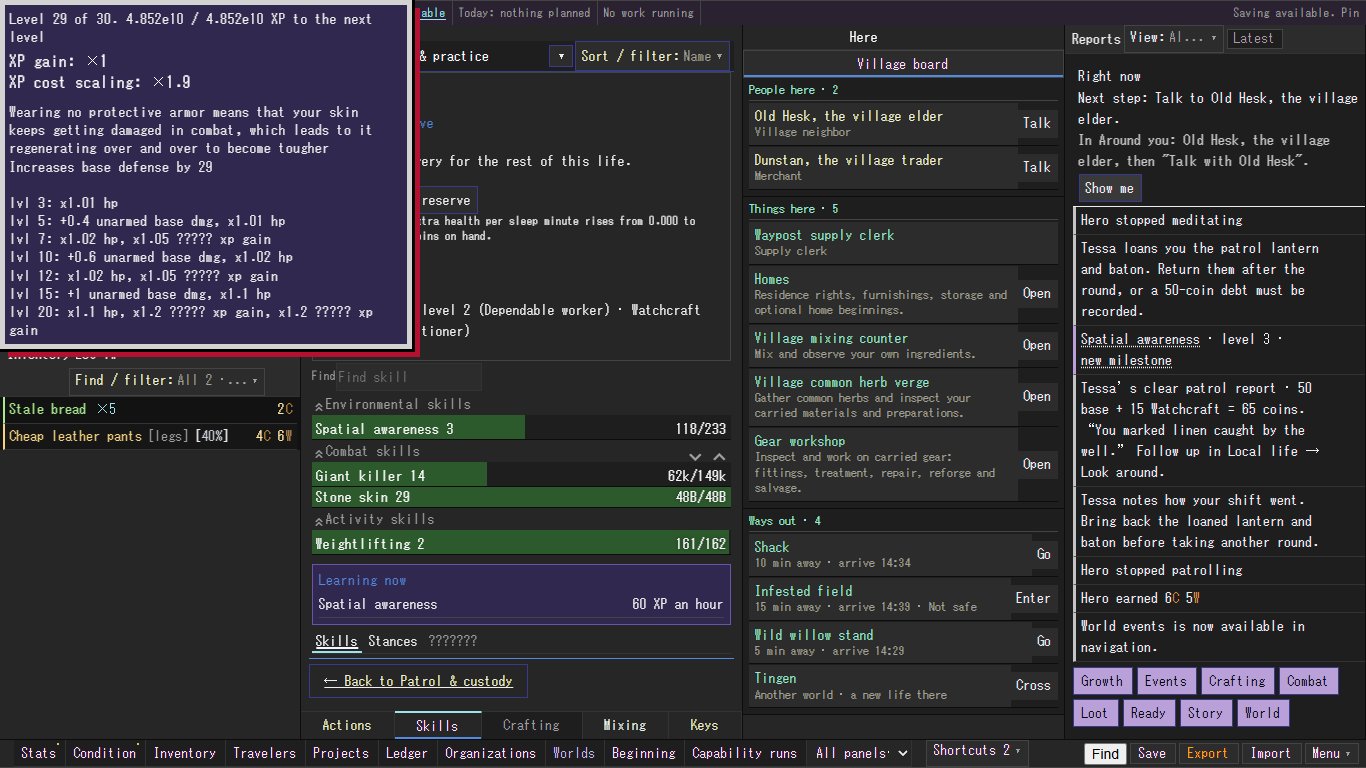 Level 29 of 30. 4.852e10 / 4.852e10 XP to the next
level
XP gain: ×1
XP cost scaling: ×1.9
Wearing no protective armor means that your skin
keeps getting damaged in combat, which leads to it
regenerating over and over to become tougher
Increases base defense by 29
lvl 3: x1.01 hp
lvl 5: +0.4 unarmed base dmg, x1.01 hp
lvl 7: x1.02 hp, x1.05 ????? xp gain
lvl 10: +0.6 unarmed base dmg, x1.02 hp
lvl 12: x1.02 hp, x1.05 ????? xp gain
lvl 15: +1 unarmed base dmg, x1.1 hp
lvl 20: x1.1 hp, x1.2 ????? xp gain, x1.2 ????? xp
gain
Find / filter: All 2 ·... ▾
Stale bread ×5 2C
Cheap leather pants [legs] [40%] 4C 6W
able
Today: nothing planned
No work running
Saving available. Pin
& practice
▾
Sort / filter: Name ▾
ve
very for the rest of this life.
reserve
xtra health per sleep minute rises from 0.000 to
oins on hand.
level 2 (Dependable worker) · Watchcraft
tioner)
Find Find skill
Environmental skills
Spatial awareness 3 118/233
Combat skills
Giant killer 14 62k/149k
Stone skin 29 48B/48B
Activity skills
Weightlifting 2 161/162
Learning now
Spatial awareness 60 XP an hour
Skills Stances ???????
← Back to Patrol & custody
Actions Skills Crafting Mixing Keys
Here
Village board
People here · 2
Old Hesk, the village elder
Village neighbor
Talk
Dunstan, the village trader
Merchant
Talk
Things here · 5
Waypost supply clerk
Supply clerk
Homes
Residence rights, furnishings, storage and
optional home beginnings.
Open
Village mixing counter
Mix and observe your own ingredients.
Open
Village common herb verge
Gather common herbs and inspect your
carried materials and preparations.
Open
Gear workshop
Inspect and work on carried gear:
fittings, treatment, repair, reforge and
salvage.
Open
Ways out · 4
Shack
10 min away · arrive 14:34
Go
Infested field
15 min away · arrive 14:39 · Not safe
Enter
Wild willow stand
5 min away · arrive 14:29
Go
Tingen
Another world · a new life there
Cross
Reports View: Al... ▾ Latest
Right now
Next step: Talk to Old Hesk, the village
elder.
In Around you: Old Hesk, the village
elder, then "Talk with Old Hesk".
Show me
Hero stopped meditating
Tessa loans you the patrol lantern
and baton. Return them after the
round, or a 50-coin debt must be
recorded.
Spatial awareness · level 3 ·
new milestone
Tessa's clear patrol report · 50
base + 15 Watchcraft = 65 coins.
“You marked linen caught by the
well.” Follow up in Local life →
Look around.
Tessa notes how your shift went.
Bring back the loaned lantern and
baton before taking another round.
Hero stopped patrolling
Hero earned 6C 5W
World events is now available in
navigation.
Growth Events Crafting Combat
Loot Ready Story World
Stats Condition Inventory Travelers Projects Ledger Organizations Worlds Beginning Capability runs All panels Shortcuts 2 ▾ Find Save Export Import Menu ▾